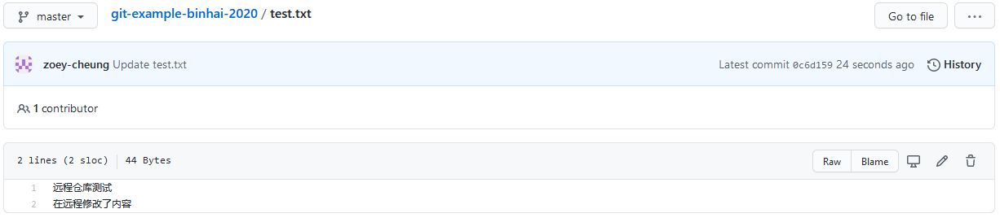 master
git-example-binhai-2020 / test.txt
Go to file
zoey-cheung Update test.txt
Latest commit 0c6d159 24 seconds ago
History
1 contributor
2 lines (2 sloc)
44 Bytes
Raw
Blame
1 远程仓库测试
2 在远程修改了内容